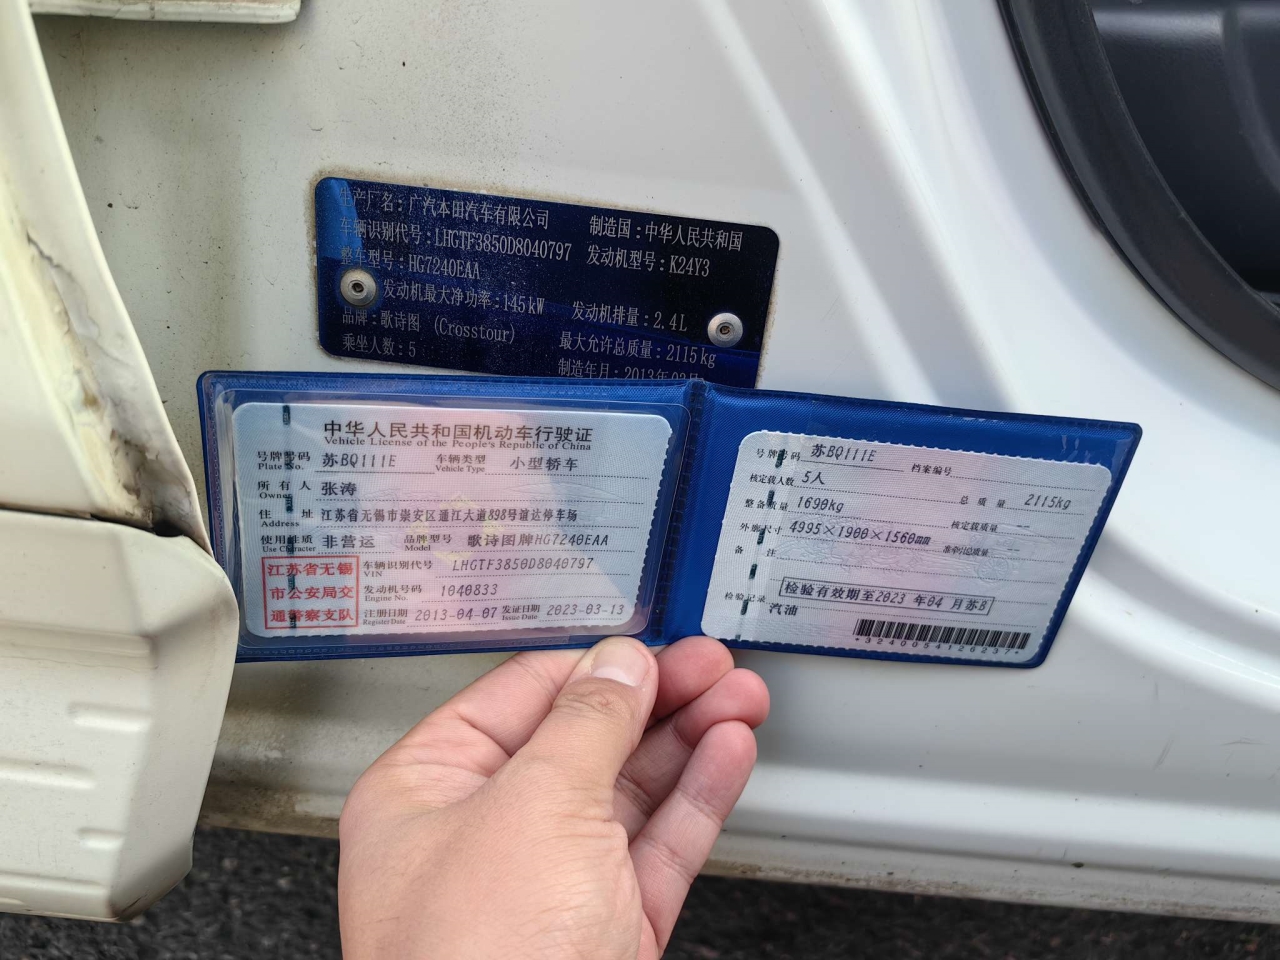 生产厂名：广汽本田汽车有限公司 制造国：中华人民共和国
车辆识别代号：LHGTF3850D8040797 发动机型号：K24Y3
整车型号：HG7240EAA
发动机最大净功率：145kW 发动机排量：2.4L
品牌：歌诗图 (Crosstour) 最大允许总质量：2115kg
乘坐人数：5 制造年月：2013年
中华人民共和国机动车行驶证
Vehicle License of the People's Republic of China
号牌号码 苏BQ111E 车辆类型 小型轿车
Plate No. Vehicle Type
所有人 张涛
Owner
住址 江苏省无锡市崇安区通江大道898号谊达停车场
Address
使用性质 非营运 品牌型号 歌诗图牌HG7240EAA
Use Character Model
江苏省无锡市公安局交通警察支队
车辆识别代号 LHGTF3850D8040797
VIN
发动机号码 1040833
Engine No.
注册日期 2013-04-07 发证日期 2023-03-13
Register Date Issue Date
号牌号码 苏BQ111E 档案编号
核定载人数 5人 总质量 2115kg
整备质量 1690kg 核定载质量 --
外廓尺寸 4995×1900×1560mm 准牵引总质量 --
备注
检验记录 检验有效期至2023年04月苏B
汽油
*3240054126237*